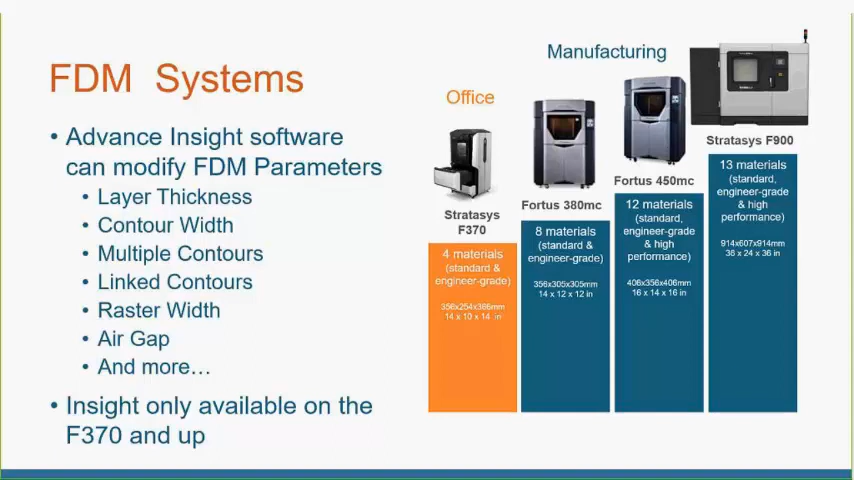 FDM Systems
• Advance Insight software
can modify FDM Parameters
• Layer Thickness
• Contour Width
• Multiple Contours
• Linked Contours
• Raster Width
• Air Gap
• And more…
• Insight only available on the
F370 and up
Office
Manufacturing
Stratasys
F370
4 materials
(standard &
engineer-grade)
356x254x356mm
14 x 10 x 14 in
Fortus 380mc
8 materials
(standard &
engineer-grade)
356x305x305mm
14 x 12 x 12 in
Fortus 450mc
12 materials
(standard,
engineer-grade
& high
performance)
406x356x406mm
16 x 14 x 16 in
Stratasys F900
13 materials
(standard,
engineer-grade
& high
performance)
914x607x914mm
36 x 24 x 36 in